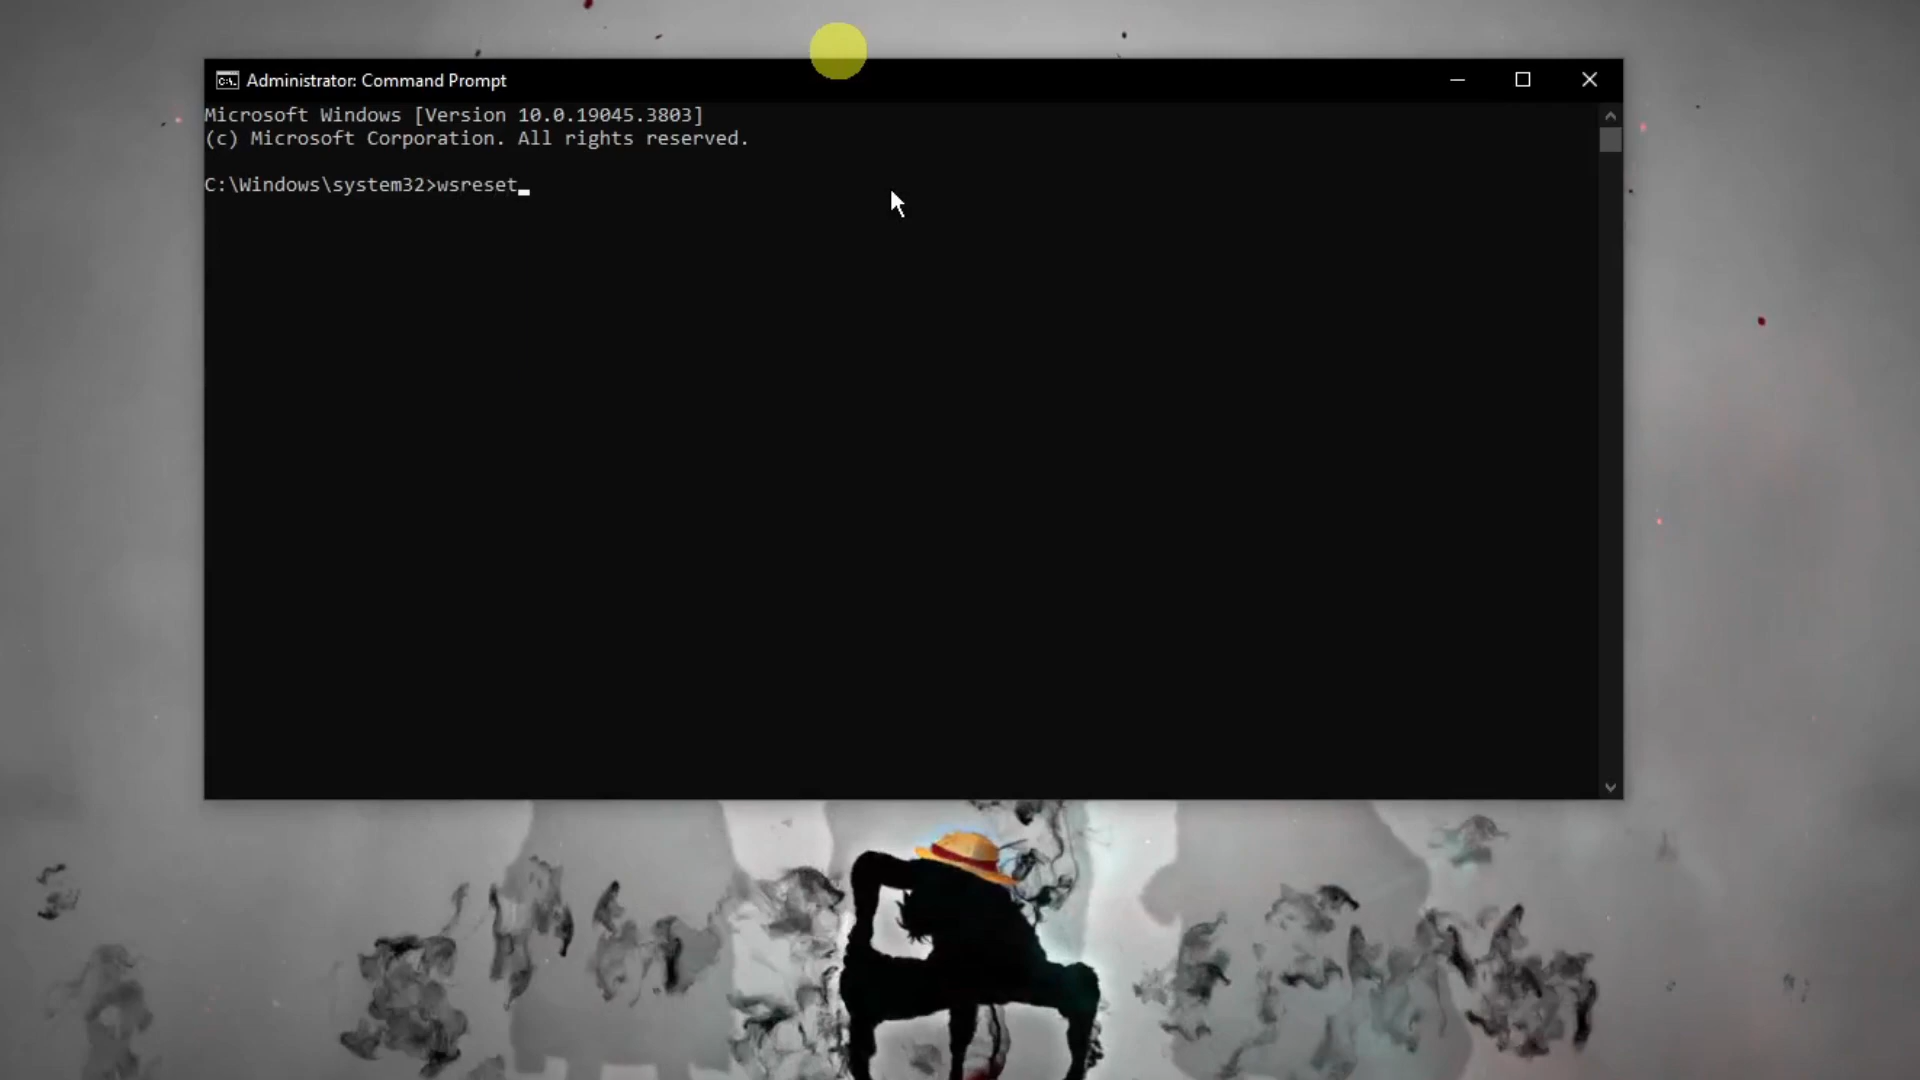 Administrator: Command Prompt
Microsoft Windows [Version 10.0.19045.3803]
(c) Microsoft Corporation. All rights reserved.
C:\Windows\system32>wsreset